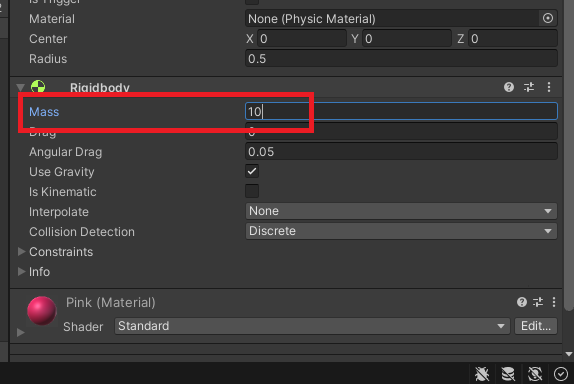 Is Trigger
Material None (Physic Material)
Center X 0 Y 0 Z 0
Radius 0.5
Rigidbody
Mass 10
Drag 0
Angular Drag 0.05
Use Gravity
Is Kinematic
Interpolate None
Collision Detection Discrete
Constraints
Info
Pink (Material)
Shader Standard Edit...